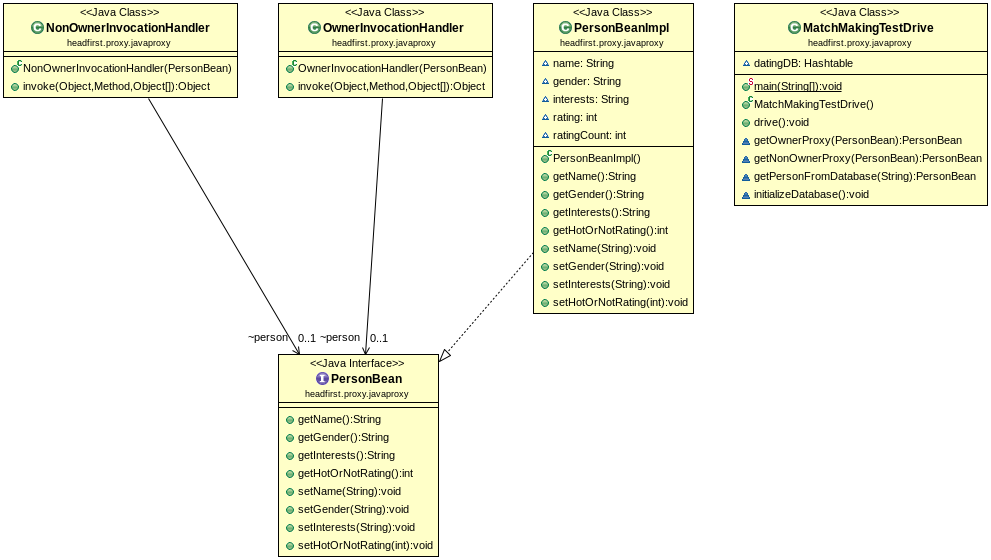 <<Java Class>>
NonOwnerInvocationHandler
headfirst.proxy.javaproxy
NonOwnerInvocationHandler(PersonBean)
invoke(Object,Method,Object[]):Object
<<Java Class>>
OwnerInvocationHandler
headfirst.proxy.javaproxy
OwnerInvocationHandler(PersonBean)
invoke(Object,Method,Object[]):Object
<<Java Class>>
PersonBeanImpl
headfirst.proxy.javaproxy
name: String
gender: String
interests: String
rating: int
ratingCount: int
PersonBeanImpl()
getName():String
getGender():String
getInterests():String
getHotOrNotRating():int
setName(String):void
setGender(String):void
setInterests(String):void
setHotOrNotRating(int):void
<<Java Class>>
MatchMakingTestDrive
headfirst.proxy.javaproxy
datingDB: Hashtable
main(String[]):void
MatchMakingTestDrive()
drive():void
getOwnerProxy(PersonBean):PersonBean
getNonOwnerProxy(PersonBean):PersonBean
getPersonFromDatabase(String):PersonBean
initializeDatabase():void
~person 0..1 ~person 0..1
<<Java Interface>>
PersonBean
headfirst.proxy.javaproxy
getName():String
getGender():String
getInterests():String
getHotOrNotRating():int
setName(String):void
setGender(String):void
setInterests(String):void
setHotOrNotRating(int):void